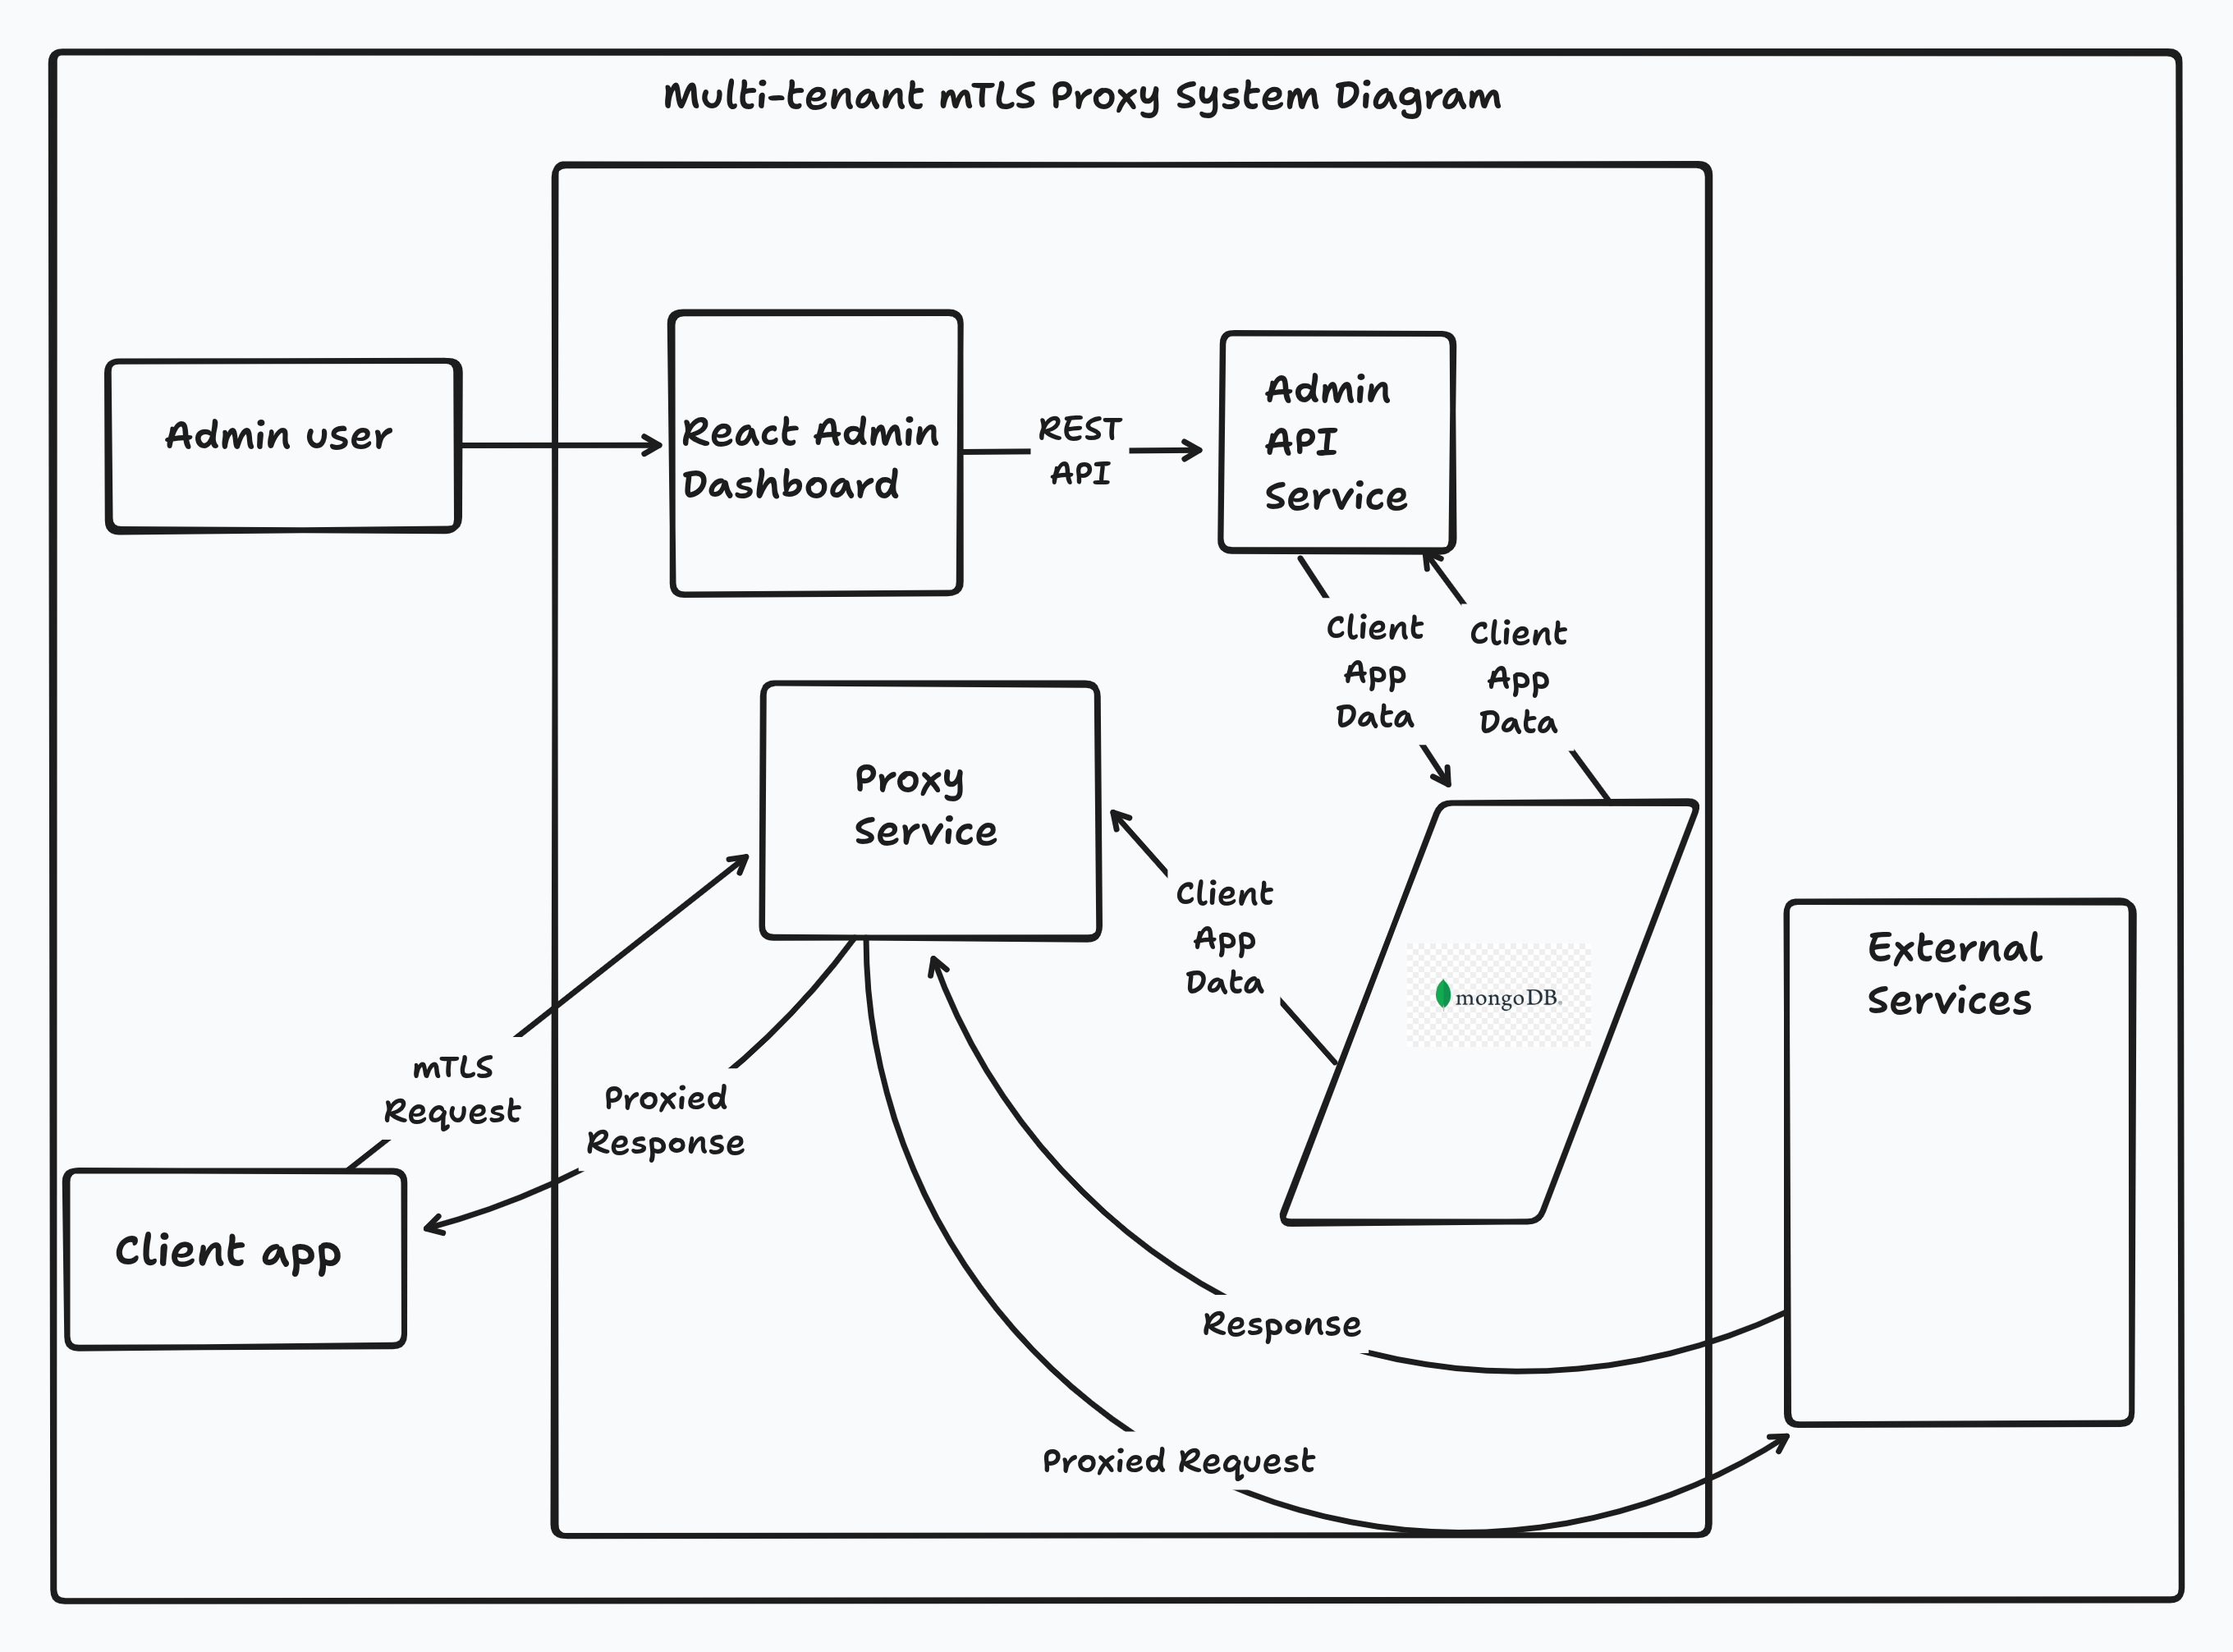 Multi-tenant mTLS Proxy System Diagram
Admin user
React Admin
Dashboard
REST
API
Admin
API
Service
Client
App
Data
Client
App
Data
Proxy
Service
Client
App
Data
mongoDB®
External
Services
mTLS
Request
Proxied
Response
Client app
Response
Proxied Request